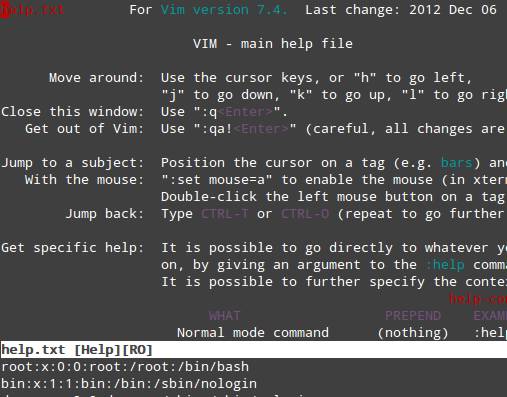 help.txt For Vim version 7.4. Last change: 2012 Dec 06
VIM - main help file
Move around: Use the cursor keys, or "h" to go left,
"j" to go down, "k" to go up, "l" to go righ
Close this window: Use ":q<Enter>".
Get out of Vim: Use ":qa!<Enter>" (careful, all changes are
Jump to a subject: Position the cursor on a tag (e.g. bars) an
With the mouse: ":set mouse=a" to enable the mouse (in xter
Double-click the left mouse button on a tag
Jump back: Type CTRL-T or CTRL-O (repeat to go further
Get specific help: It is possible to go directly to whatever y
on, by giving an argument to the :help comm
It is possible to further specify the conte
help-co
WHAT PREPEND EXAM
Normal mode command (nothing) :hel
help.txt [Help][RO]
root:x:0:0:root:/root:/bin/bash
bin:x:1:1:bin:/bin:/sbin/nologin